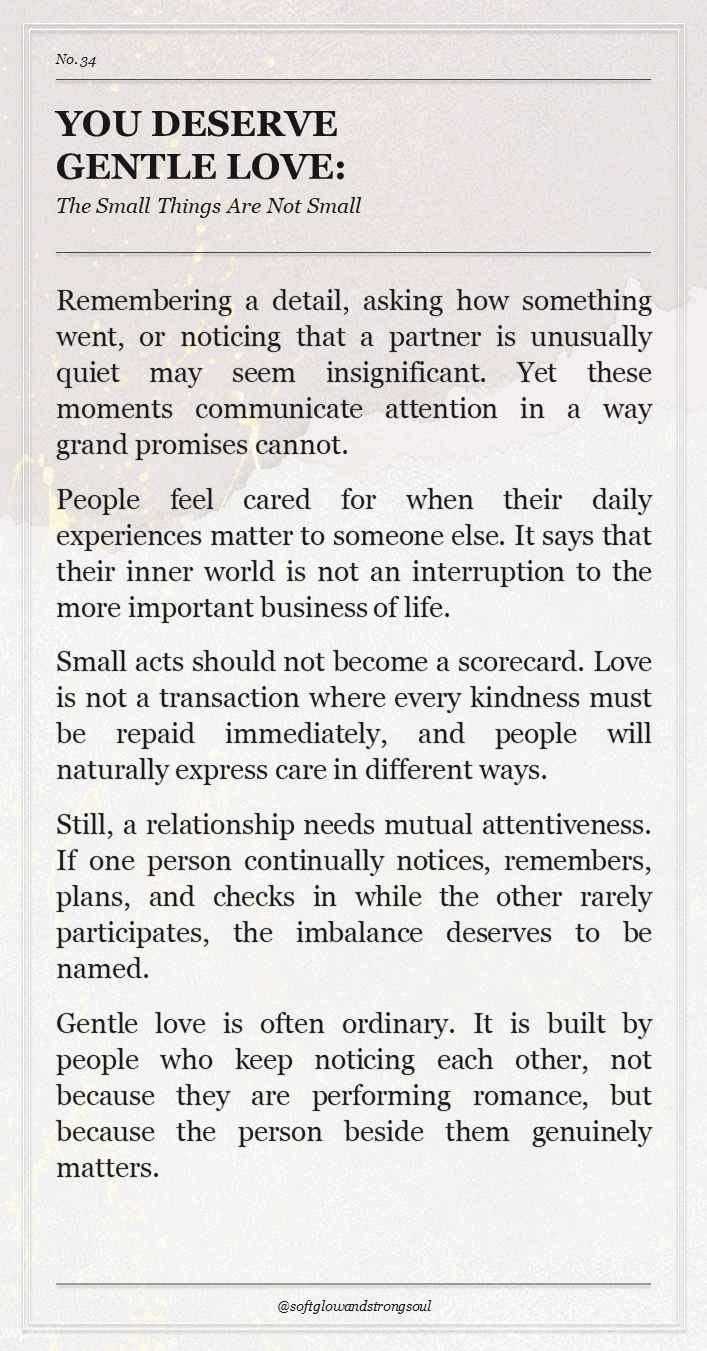 No. 34
YOU DESERVE
GENTLE LOVE:
The Small Things Are Not Small
Remembering a detail, asking how something
went, or noticing that a partner is unusually
quiet may seem insignificant. Yet these
moments communicate attention in a way
grand promises cannot.
People feel cared for when their daily
experiences matter to someone else. It says that
their inner world is not an interruption to the
more important business of life.
Small acts should not become a scorecard. Love
is not a transaction where every kindness must
be repaid immediately, and people will
naturally express care in different ways.
Still, a relationship needs mutual attentiveness.
If one person continually notices, remembers,
plans, and checks in while the other rarely
participates, the imbalance deserves to be
named.
Gentle love is often ordinary. It is built by
people who keep noticing each other, not
because they are performing romance, but
because the person beside them genuinely
matters.
@softglowandstrongsoul